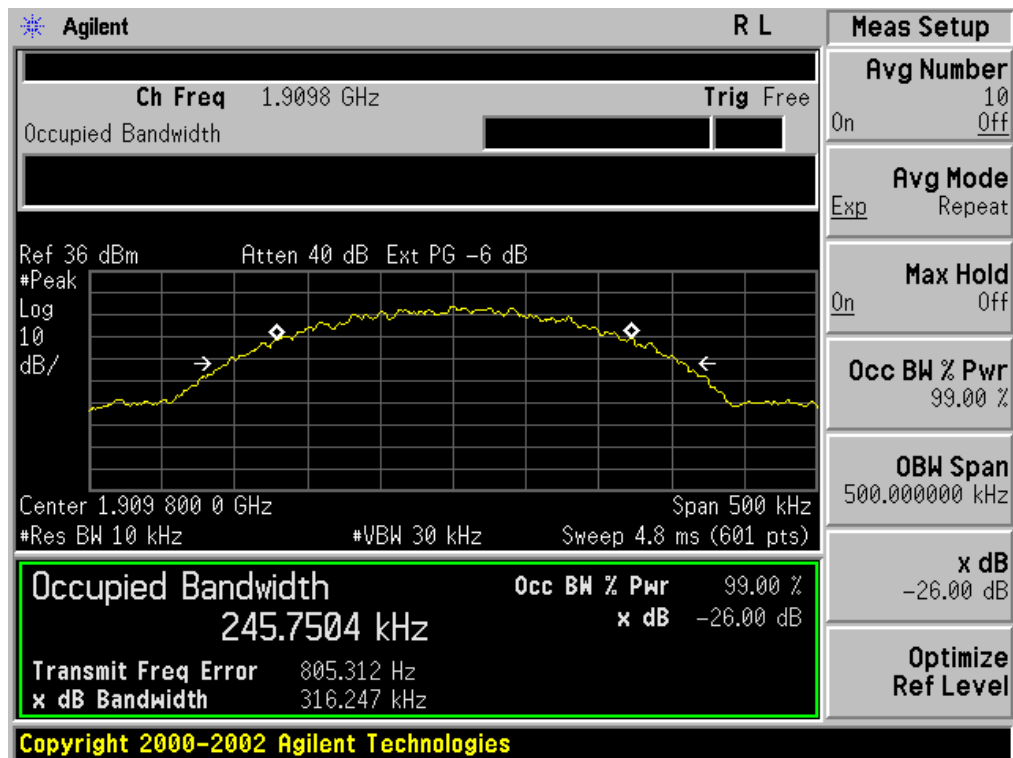 Agilent R L
Ch Freq 1.9098 GHz Trig Free
Occupied Bandwidth
Ref 36 dBm Atten 40 dB Ext PG -6 dB
#Peak
Log
10
dB/
Center 1.909 800 0 GHz Span 500 kHz
#Res BW 10 kHz #VBW 30 kHz Sweep 4.8 ms (601 pts)
Occupied Bandwidth Occ BW % Pwr 99.00 %
245.7504 kHz x dB -26.00 dB
Transmit Freq Error 805.312 Hz
x dB Bandwidth 316.247 kHz
Copyright 2000-2002 Agilent Technologies
Meas Setup
Avg Number
10
On Off
Avg Mode
Exp Repeat
Max Hold
On Off
Occ BW % Pwr
99.00 %
OBW Span
500.000000 kHz
x dB
-26.00 dB
Optimize
Ref Level